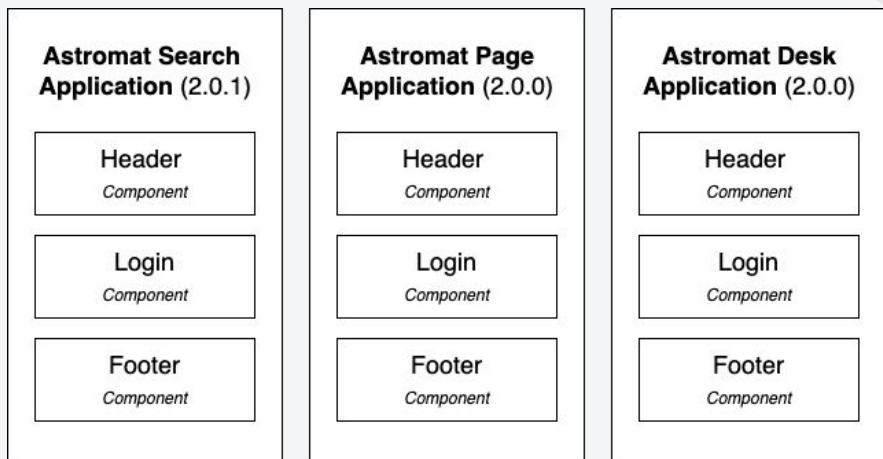 Astromat Search
Application (2.0.1)
Header
Component
Login
Component
Footer
Component
Astromat Page
Application (2.0.0)
Header
Component
Login
Component
Footer
Component
Astromat Desk
Application (2.0.0)
Header
Component
Login
Component
Footer
Component